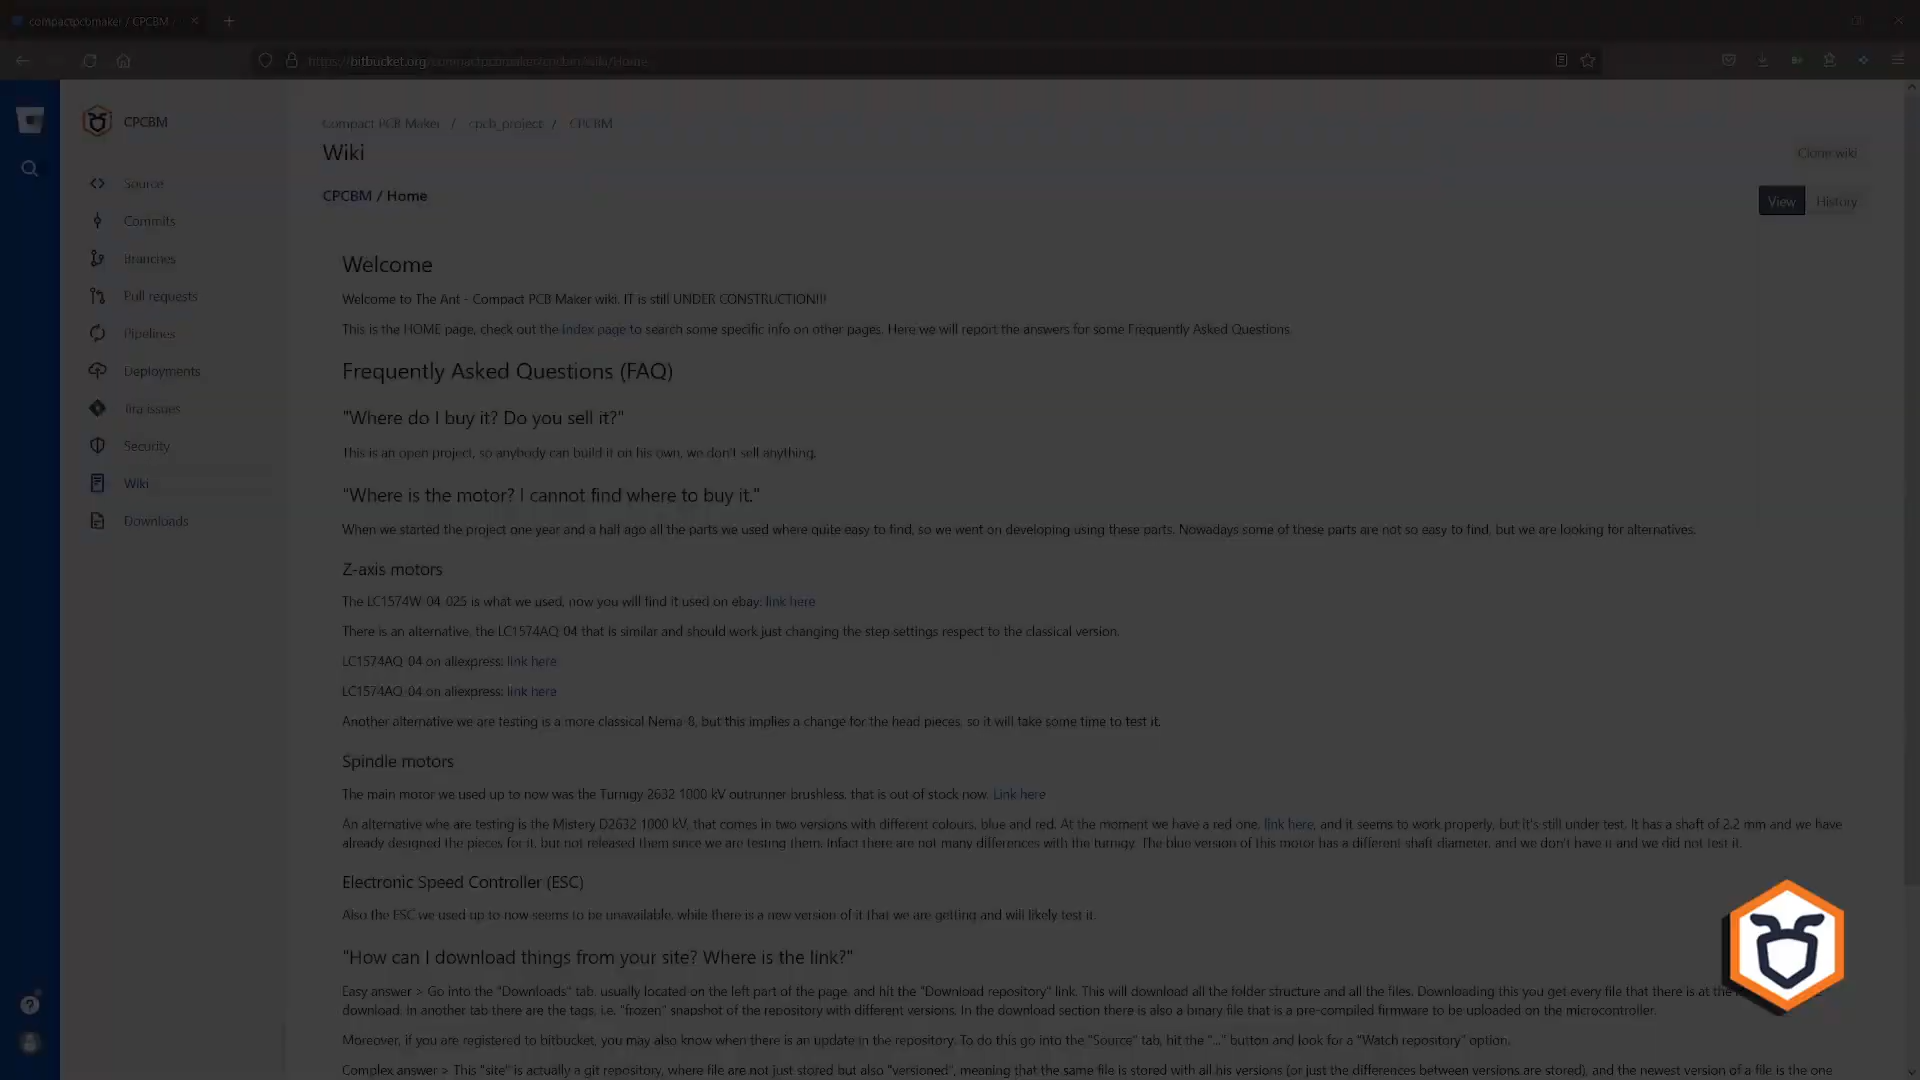 compactpcbmaker / CPCBM
https://bitbucket.org/compactpcbmaker/cpcbm/wiki/Home
CPCBM
Source
Commits
Branches
Pull requests
Pipelines
Deployments
Jira issues
Security
Wiki
Downloads
Compact PCB Maker / cpcb_project / CPCBM
Wiki
Clone wiki
CPCBM / Home
View
History
Welcome
Welcome to The Ant - Compact PCB Maker wiki. IT is still UNDER CONSTRUCTION!!!
This is the HOME page, check out the index page to search some specific info on other pages. Here we will report the answers for some Frequently Asked Questions.
Frequently Asked Questions (FAQ)
"Where do I buy it? Do you sell it?"
This is an open project, so anybody can build it on his own, we don't sell anything.
"Where is the motor? I cannot find where to buy it."
When we started the project one year and a half ago all the parts we used where quite easy to find, so we went on developing using these parts. Nowadays some of these parts are not so easy to find, but we are looking for alternatives.
Z-axis motors
The LC1574W-04-025 is what we used, now you will find it used on ebay: link here
There is an alternative, the LC1574AQ-04 that is similar and should work just changing the step settings respect to the classical version.
LC1574AQ-04 on aliexpress: link here
LC1574AQ-04 on aliexpress: link here
Another alternative we are testing is a more classical Nema-8, but this implies a change for the head pieces, so it will take some time to test it.
Spindle motors
The main motor we used up to now was the Turnigy 2632 1000 kV outrunner brushless, that is out of stock now. Link here
An alternative whe are testing is the Mistery D2632 1000 kV, that comes in two versions with different colours, blue and red. At the moment we have a red one, link here, and it seems to work properly, but it's still under test. It has a shaft of 2.2 mm and we have
already designed the pieces for it, but not released them since we are testing them. Infact there are not many differences with the turnigy. The blue version of this motor has a different shaft diameter, and we don't have it and we did not test it.
Electronic Speed Controller (ESC)
Also the ESC we used up to now seems to be unavailable, while there is a new version of it that we are getting and will likely test it.
"How can I download things from your site? Where is the link?"
Easy answer > Go into the "Downloads" tab, usually located on the left part of the page, and hit the "Download repository" link. This will download all the folder structure and all the files. Downloading this you get every file that there is at the
download. In another tab there are the tags, i.e. "frozen" snapshot of the repository with different versions. In the download section there is also a binary file that is a pre-compiled firmware to be uploaded on the microcontroller.
Moreover, if you are registered to bitbucket, you may also know when there is an update in the repository. To do this go into the "Source" tab, hit the "..." button and look for a "Watch repository" option.
Complex answer > This "site" is actually a git repository, where file are not just stored but also "versioned", meaning that the same file is stored with all his versions (or just the differences between versions are stored), and the newest version of a file is the one